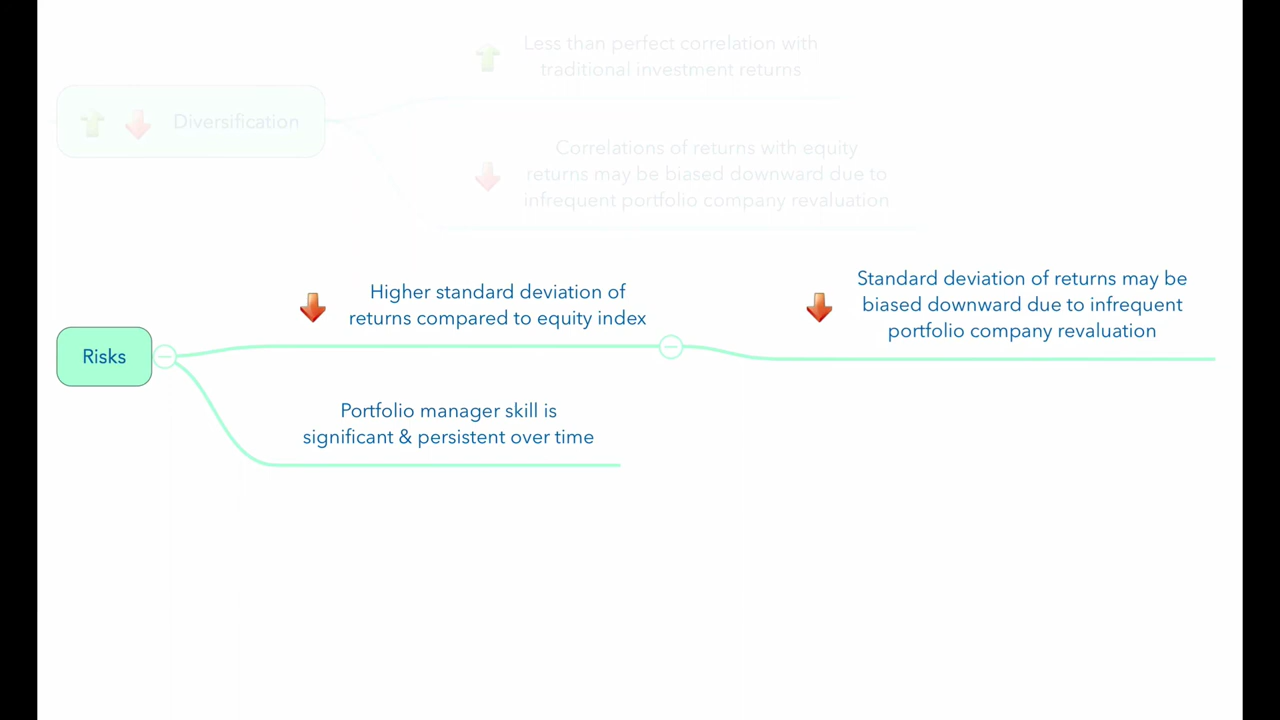 Less than perfect correlation with
traditional investment returns
Diversification
Correlations of returns with equity
returns may be biased downward due to
infrequent portfolio company revaluation
Risks
Higher standard deviation of
returns compared to equity index
Standard deviation of returns may be
biased downward due to infrequent
portfolio company revaluation
Portfolio manager skill is
significant & persistent over time